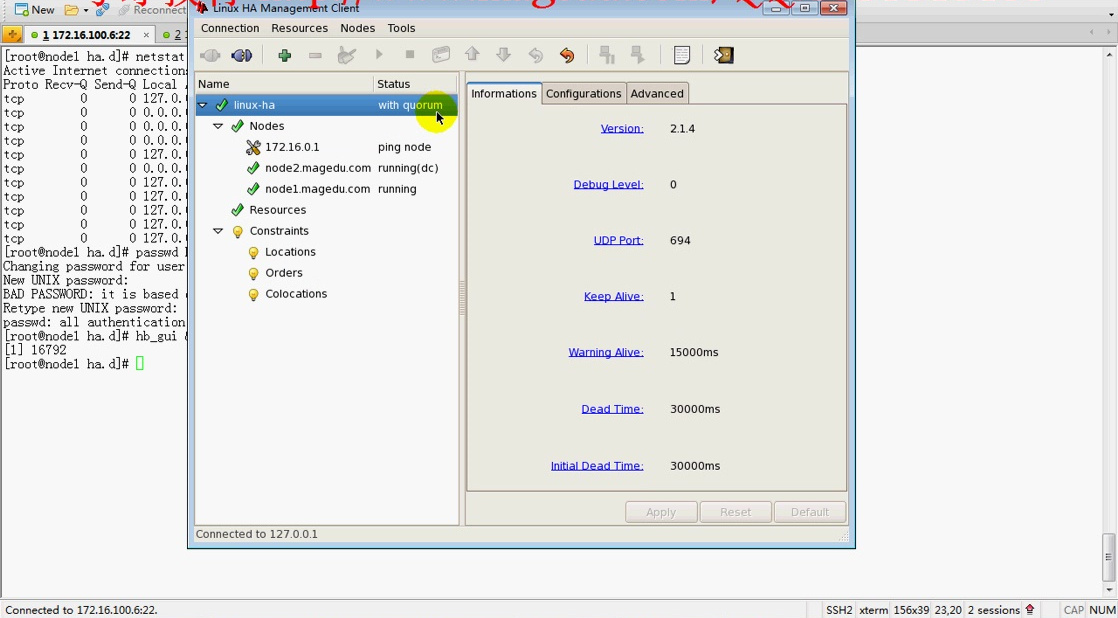 New
Reconnect
Linux HA Management Client
1 172.16.100.6:22
×
2
Connection Resources Nodes Tools
[root@node1 ha.d]# netstat
Active Internet connections
Proto Recv-Q Send-Q Local
tcp 0 0 127.0.
tcp 0 0 0.0.0.
tcp 0 0 0.0.0.
tcp 0 0 0.0.0.
tcp 0 0 127.0.
tcp 0 0 0.0.0.
tcp 0 0 127.0.
tcp 0 0 127.0.
tcp 0 0 127.0.
tcp 0 0 127.0.
tcp 0 0 127.0.
[root@node1 ha.d]# passwd
Changing password for user
New UNIX password:
BAD PASSWORD: it is based
Retype new UNIX password:
passwd: all authentication
[root@node1 ha.d]# hb_gui &
[1] 16792
[root@node1 ha.d]#
Name Status
linux-ha with quorum
Nodes
172.16.0.1 ping node
node2.magedu.com running(dc)
node1.magedu.com running
Resources
Constraints
Locations
Orders
Colocations
Informations Configurations Advanced
Version: 2.1.4
Debug Level: 0
UDP Port: 694
Keep Alive: 1
Warning Alive: 15000ms
Dead Time: 30000ms
Initial Dead Time: 30000ms
Apply Reset Default
Connected to 127.0.0.1
Connected to 172.16.100.6:22.
SSH2 xterm 156x39 23,20 2 sessions CAP NUM